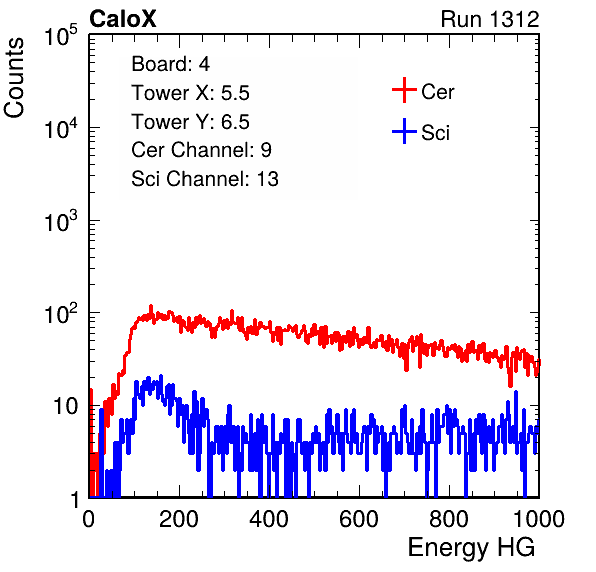 CaloX Run 1312
Counts
10^5
10^4
10^3
10^2
10
1
Board: 4
Tower X: 5.5
Tower Y: 6.5
Cer Channel: 9
Sci Channel: 13
Cer
Sci
0 200 400 600 800 1000
Energy HG